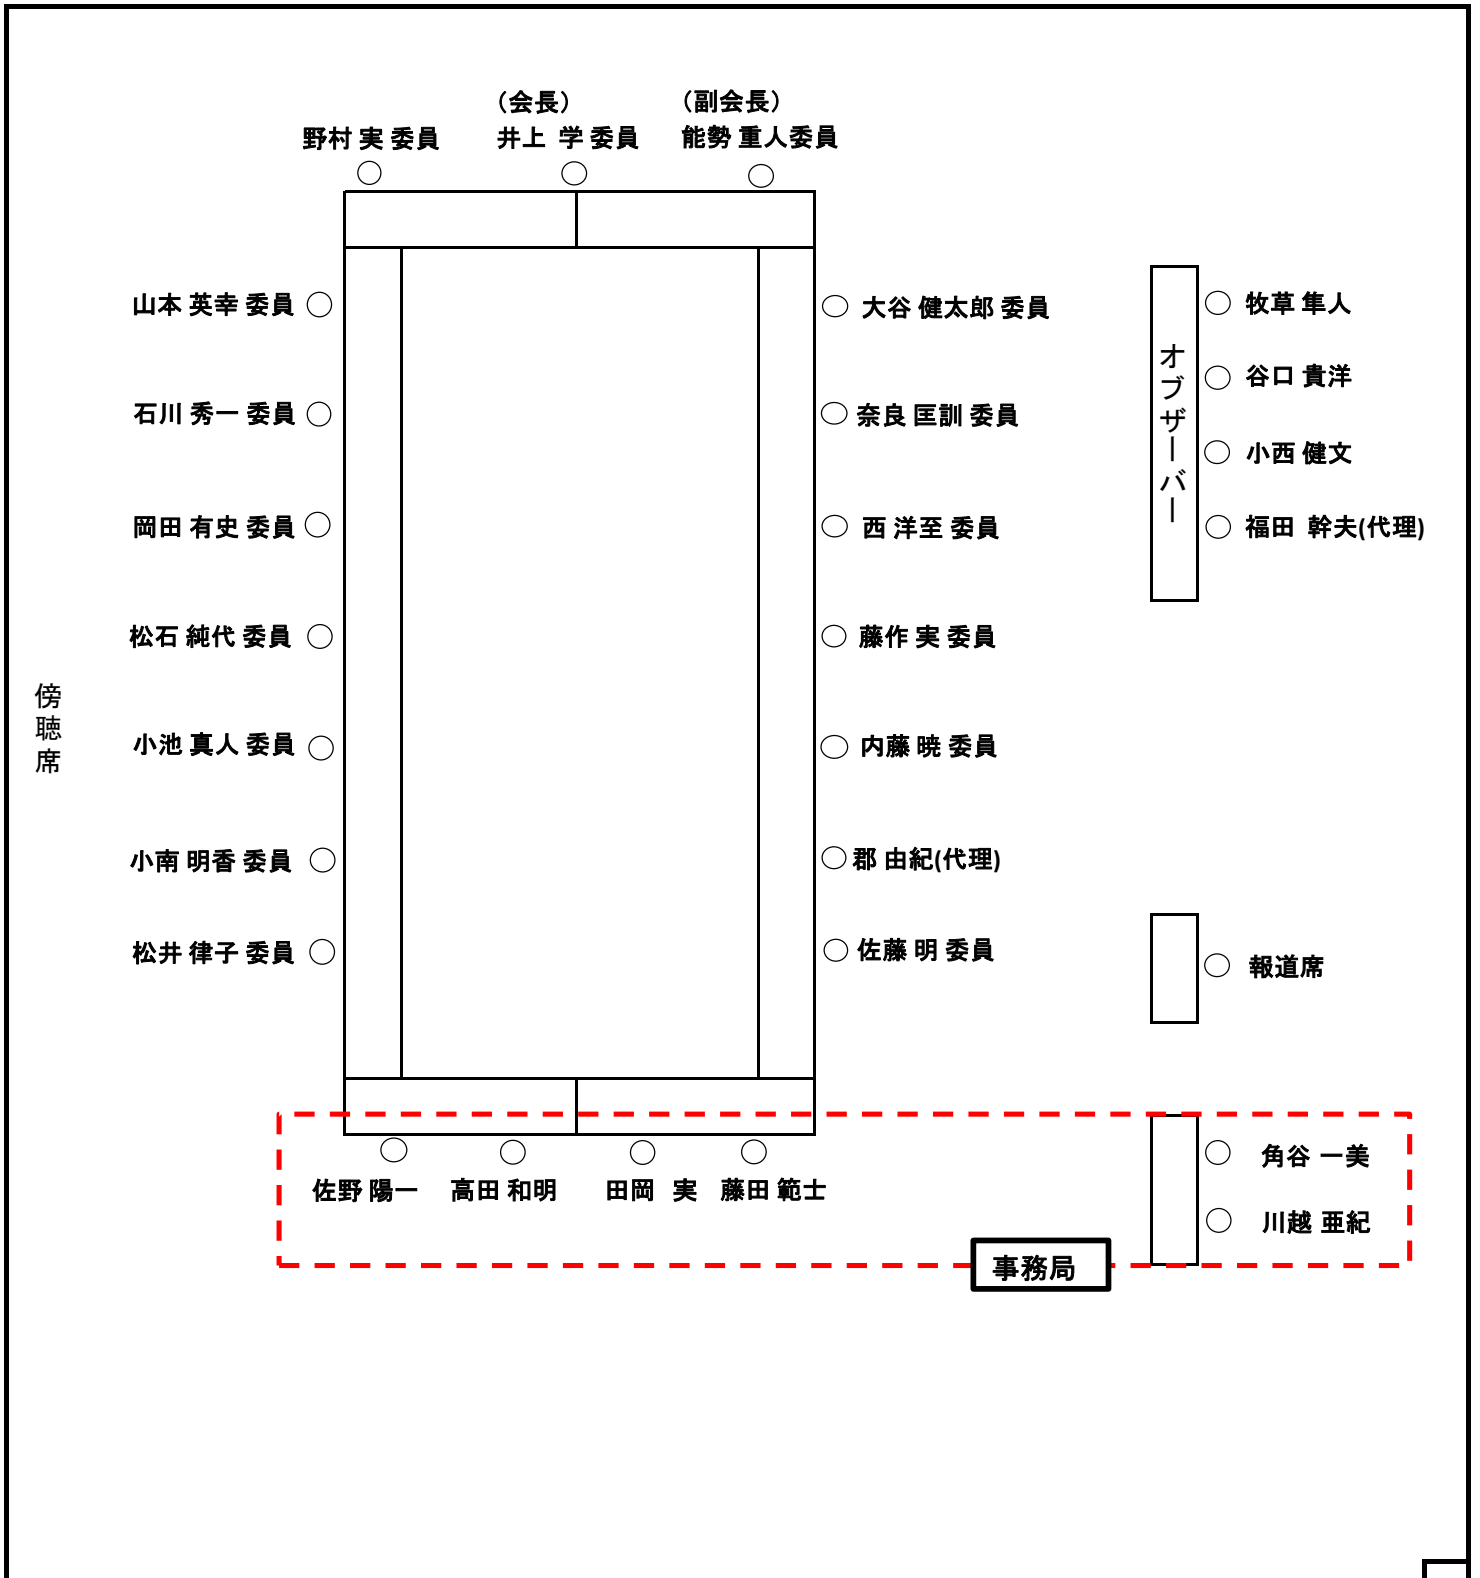 （会長）
（副会長）
野村 実 委員
井上 学 委員
能勢 重人委員
山本 英幸 委員
石川 秀一 委員
岡田 有史 委員
松石 純代 委員
小池 真人 委員
小南 明香 委員
松井 律子 委員
大谷 健太郎 委員
奈良 匡訓 委員
西 洋至 委員
藤作 実 委員
内藤 暁 委員
郡 由紀(代理)
佐藤 明 委員
オブザーバー
牧草 隼人
谷口 貴洋
小西 健文
福田 幹夫(代理)
傍聴席
報道席
佐野 陽一
高田 和明
田岡 実
藤田 範士
角谷 一美
川越 亜紀
事務局